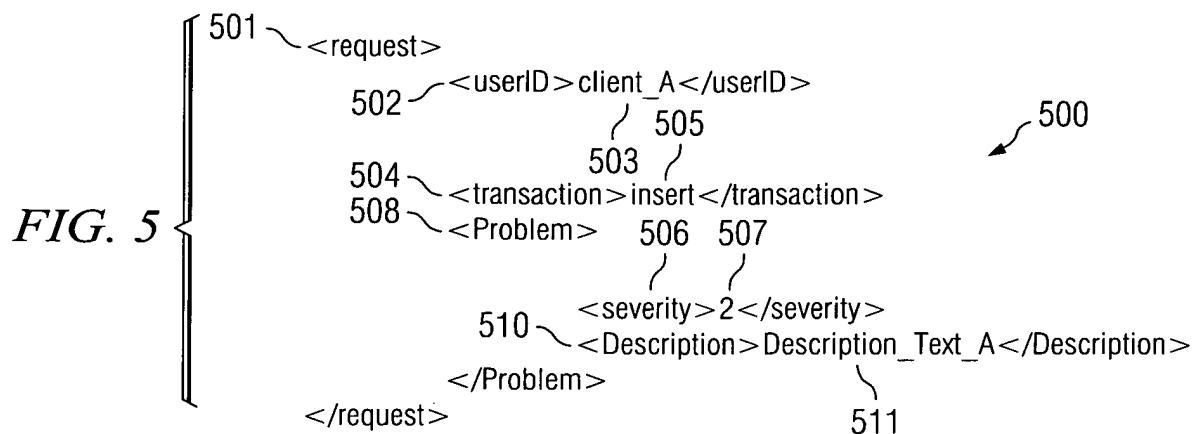 501 <request>
502 <userID>client_A</userID>
503 505 500
504 <transaction>insert</transaction>
508 <Problem>
FIG. 5
506 507
<severity>2</severity>
510 <Description>Description_Text_A</Description>
</Problem>
</request>
511